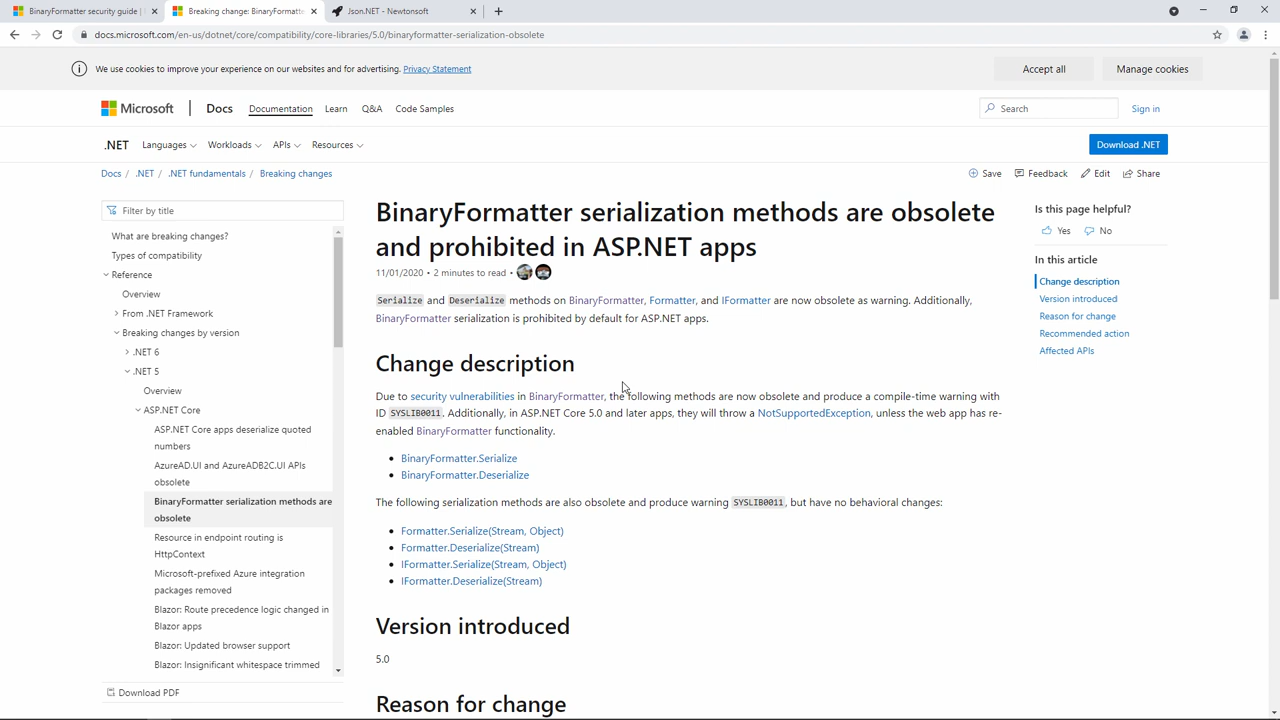 BinaryFormatter security guide |
Breaking change: BinaryFormatte
Json.NET - Newtonsoft
docs.microsoft.com/en-us/dotnet/core/compatibility/core-libraries/5.0/binaryformatter-serialization-obsolete
We use cookies to improve your experience on our websites and for advertising. Privacy Statement
Accept all
Manage cookies
Microsoft
Docs
Documentation
Learn
Q&A
Code Samples
Search
Sign in
.NET
Languages
Workloads
APIs
Resources
Download .NET
Docs / .NET / .NET fundamentals / Breaking changes
Save
Feedback
Edit
Share
Filter by title
What are breaking changes?
Types of compatibility
Reference
Overview
From .NET Framework
Breaking changes by version
.NET 6
.NET 5
Overview
ASP.NET Core
ASP.NET Core apps deserialize quoted
numbers
AzureAD.UI and AzureADB2C.UI APIs
obsolete
BinaryFormatter serialization methods are
obsolete
Resource in endpoint routing is
HttpContext
Microsoft-prefixed Azure integration
packages removed
Blazor: Route precedence logic changed in
Blazor apps
Blazor: Updated browser support
Blazor: Insignificant whitespace trimmed
Download PDF
BinaryFormatter serialization methods are obsolete
and prohibited in ASP.NET apps
11/01/2020 • 2 minutes to read •
Serialize and Deserialize methods on BinaryFormatter, Formatter, and IFormatter are now obsolete as warning. Additionally,
BinaryFormatter serialization is prohibited by default for ASP.NET apps.
Change description
Due to security vulnerabilities in BinaryFormatter, the following methods are now obsolete and produce a compile-time warning with
ID SYSLIB0011. Additionally, in ASP.NET Core 5.0 and later apps, they will throw a NotSupportedException, unless the web app has re-
enabled BinaryFormatter functionality.
• BinaryFormatter.Serialize
• BinaryFormatter.Deserialize
The following serialization methods are also obsolete and produce warning SYSLIB0011, but have no behavioral changes:
• Formatter.Serialize(Stream, Object)
• Formatter.Deserialize(Stream)
• IFormatter.Serialize(Stream, Object)
• IFormatter.Deserialize(Stream)
Version introduced
5.0
Reason for change
Is this page helpful?
Yes
No
In this article
Change description
Version introduced
Reason for change
Recommended action
Affected APIs